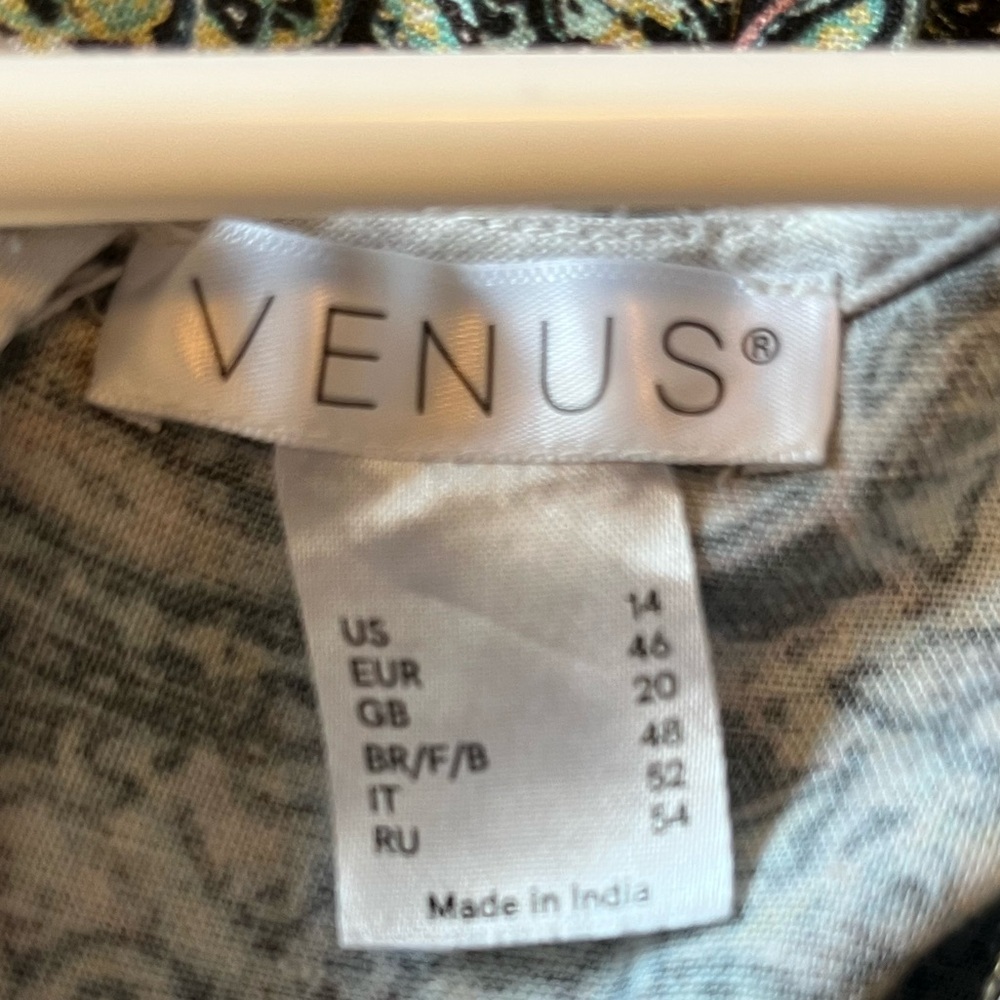 VENUS®
US 14
EUR 46
GB 20
BR/F/B 48
IT 52
RU 54
Made in India